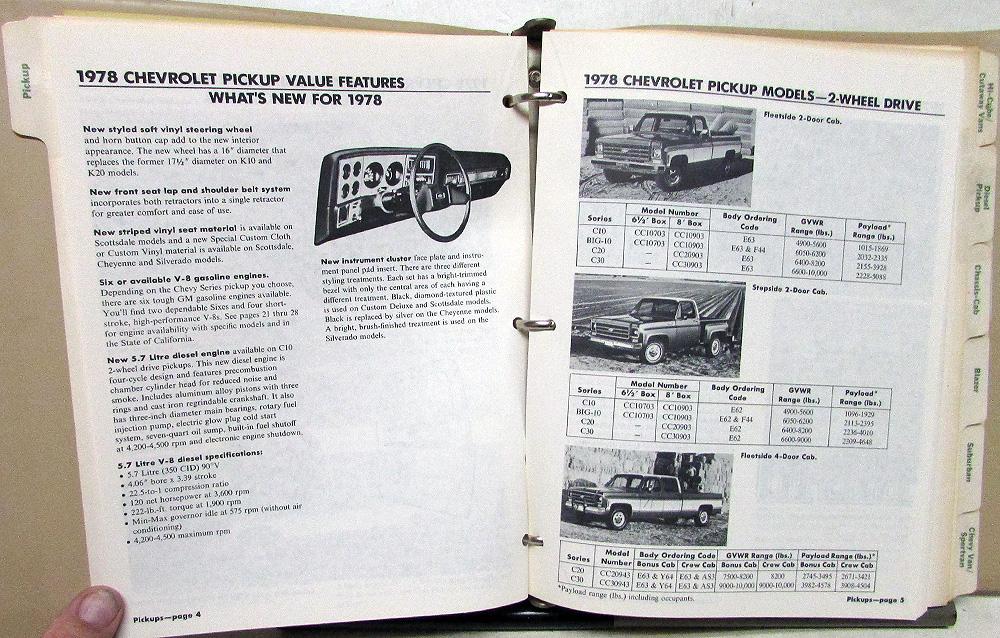 Pickup
1978 CHEVROLET PICKUP VALUE FEATURES
WHAT'S NEW FOR 1978
New styled soft vinyl steering wheel
and horn button cap add to the new interior
appearance. The new wheel has a 16" diameter that
replaces the former 17½" diameter on K10 and
K20 models.
New front seat lap and shoulder belt system
incorporates both retractors into a single retractor
for greater comfort and ease of use.
New striped vinyl seat material is available on
Scottsdale models and a new Special Custom Cloth
or Custom Vinyl material is available on Scottsdale,
Cheyenne and Silverado models.
Six or available V-8 gasoline engines.
Depending on the Chevy Series pickup you choose,
there are six tough GM gasoline engines available.
You'll find two dependable Sixes and four short-
stroke, high-performance V-8s. See pages 21 thru 28
for engine availability with specific models and in
the State of California.
New 5.7 Litre diesel engine available on C10
2-wheel drive pickups. This new diesel engine is
four-cycle design and features precombustion
chamber cylinder head for reduced noise and
smoke. Includes aluminum alloy pistons with three
rings and cast iron regrindable crankshaft. It also
has three-inch diameter main bearings, rotary fuel
injection pump, electric glow plug cold start
system, seven-quart oil sump, built-in fuel shutoff
at 4,200-4,500 rpm and electronic engine shutdown.
5.7 Litre V-8 diesel specifications:
• 5.7 Litre (350 CID) 90°V
• 4.06" bore x 3.39 stroke
• 22.5-to-1 compression ratio
• 120 net horsepower at 3,600 rpm
• 222-lb.-ft. torque at 1,900 rpm
• Min-Max governor idle at 575 rpm (without air
conditioning)
• 4,200-4,500 maximum rpm
New instrument cluster face plate and instru-
ment panel pad insert. There are three different
styling treatments. Each set has a bright-trimmed
bezel with only the central area of each having a
different treatment. Black, diamond-textured plastic
is used on Custom Deluxe and Scottsdale models.
Black is replaced by silver on the Cheyenne models.
A bright, brush-finished treatment is used on the
Silverado models.
Pickups—page 4
1978 CHEVROLET PICKUP MODELS—2-WHEEL DRIVE
Fleetside 2-Door Cab.
Series Model Number Body Ordering Code GVWR Range (lbs.) Payload* Range (lbs.)
6½' Box 8' Box
C10 CC10703 CC10903 E63 4900-5600 1015-1869
BIG-10 CC10703 CC10903 E63 & F44 6050-6200 2032-2335
C20 – CC20903 E63 6400-8200 2155-3928
C30 – CC30903 E63 6600-10,000 2228-5088
Stepside 2-Door Cab.
Series Model Number Body Ordering Code GVWR Range (lbs.) Payload* Range (lbs.)
6½' Box 8' Box
C10 CC10703 CC10903 E62 4900-5600 1096-1929
BIG-10 CC10703 CC10903 E62 & F44 6050-6200 2113-2395
C20 – CC20903 E62 6400-8200 2236-4010
C30 – CC30903 E62 6600-9000 2309-4648
Fleetside 4-Door Cab.
Series Model Number Body Ordering Code GVWR Range (lbs.) Payload Range (lbs.)*
Bonus Cab Crew Cab Bonus Cab Crew Cab Bonus Cab Crew Cab
C20 CC20943 E63 & Y64 E63 & AS3 7500-8200 8200 2745-3495 2671-3421
C30 CC30943 E63 & Y64 E63 & AS3 9000-10,000 9000-10,000 3982-4578 3908-4504
*Payload range (lbs.) including occupants.
Pickups—page 5
Hi-Cube/
Cutaway Vans
Diesel
Pickup
Chassis-Cab
Blazer
Suburban
Chevy Van/
Sportvan